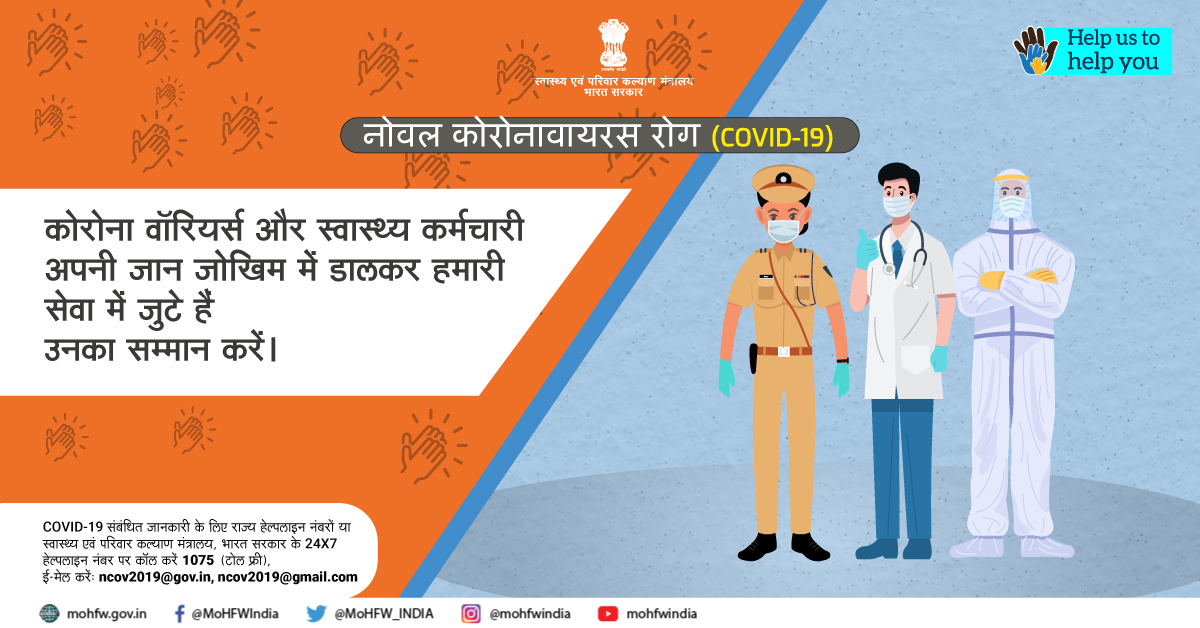 स्वास्थ्य एवं परिवार कल्याण मंत्रालय
भारत सरकार
Help us to
help you
नोवल कोरोनावायरस रोग (COVID-19)
कोरोना वॉरियर्स और स्वास्थ्य कर्मचारी
अपनी जान जोखिम में डालकर हमारी
सेवा में जुटे हैं
उनका सम्मान करें।
COVID-19 संबंधित जानकारी के लिए राज्य हेल्पलाइन नंबरों या
स्वास्थ्य एवं परिवार कल्याण मंत्रालय, भारत सरकार के 24X7
हेल्पलाइन नंबर पर कॉल करें 1075 (टोल फ्री),
ई-मेल करें: ncov2019@gov.in, ncov2019@gmail.com
mohfw.gov.in @MoHFWIndia @MoHFW_INDIA @mohfwindia mohfwindia